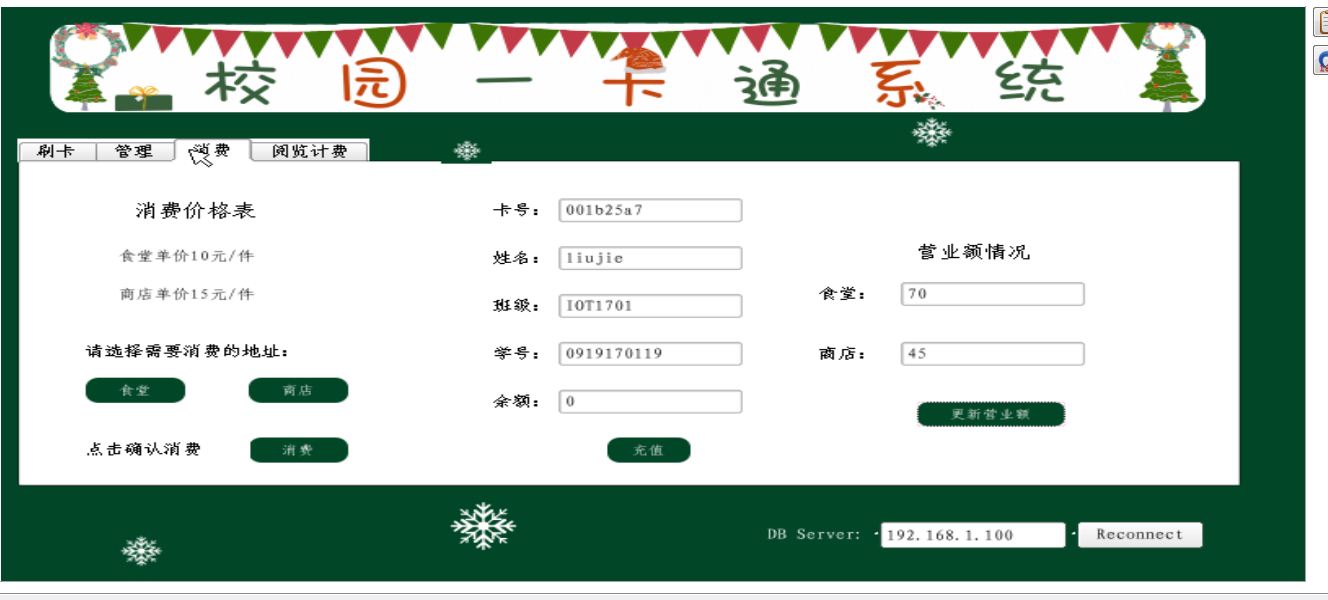 校园一卡通系统
刷卡 管理 消费 阅览计费
消费价格表
食堂单价10元/件
商店单价15元/件
请选择需要消费的地址:
食堂 商店
点击确认消费 消费
卡号: 001b25a7
姓名: liujie
班级: IOT1701
学号: 0919170119
余额: 0
充值
营业额情况
食堂: 70
商店: 45
更新营业额
DB Server: 192.168.1.100 Reconnect